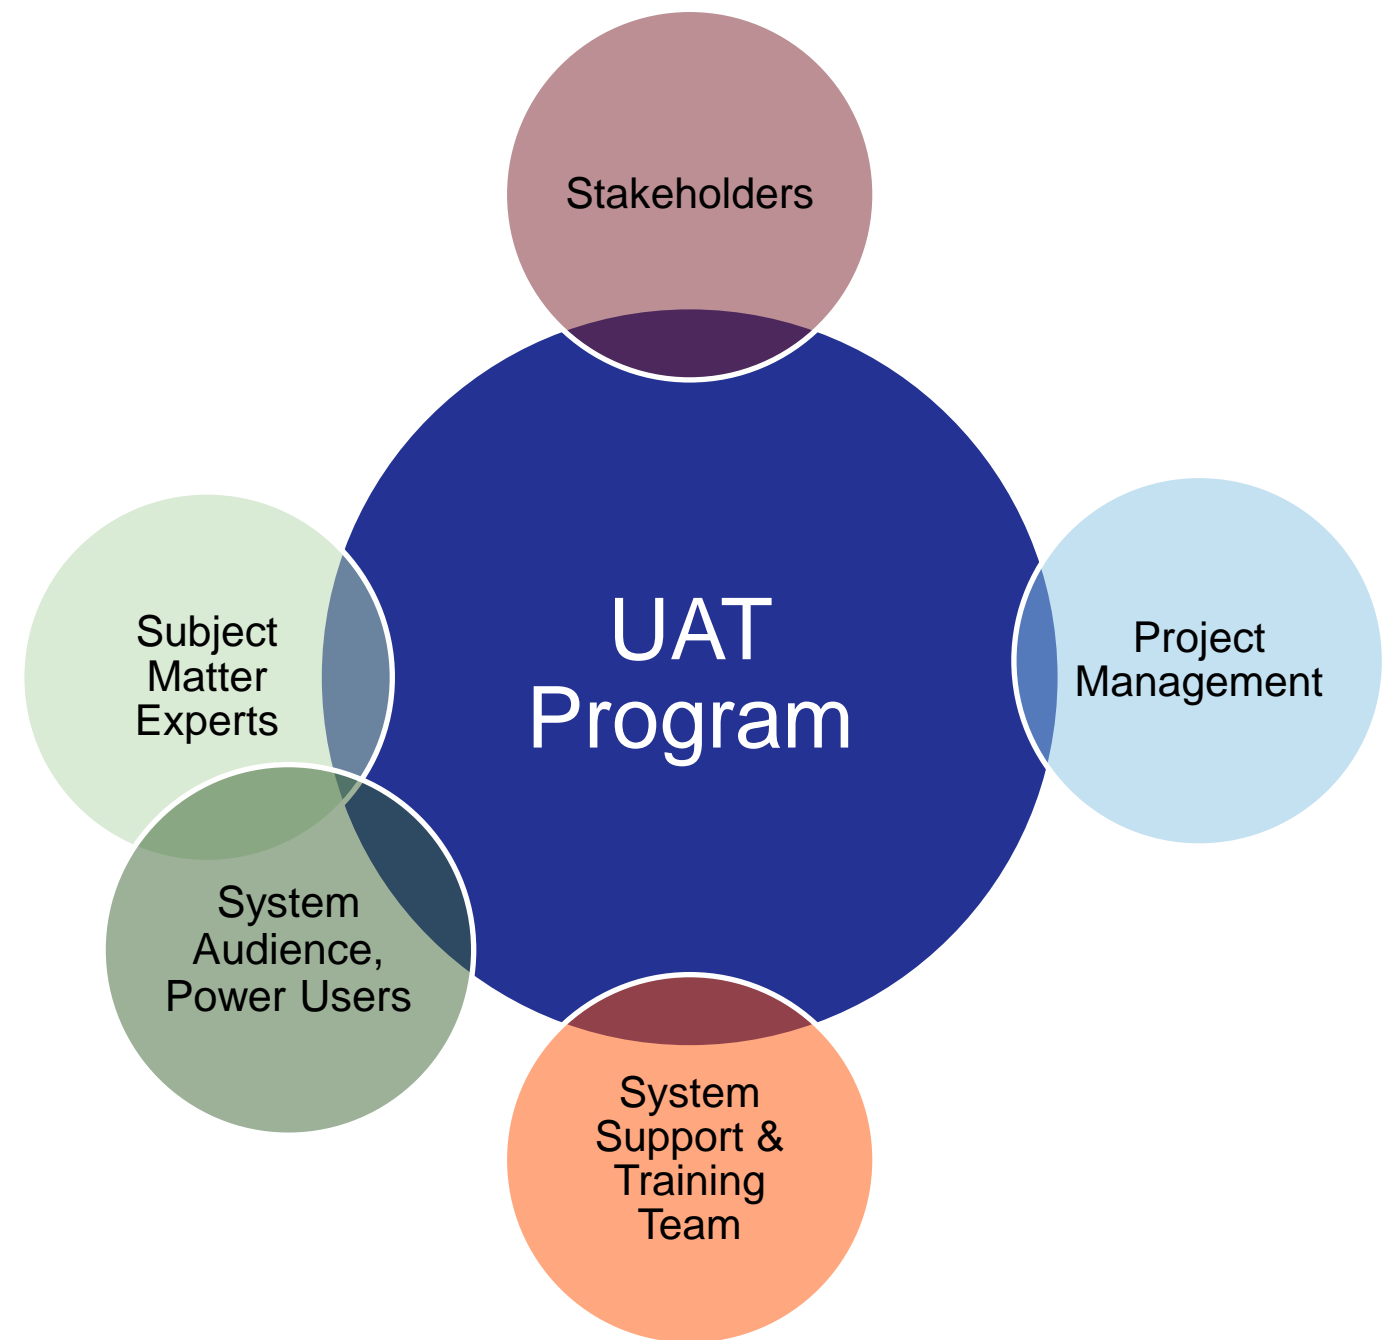 Stakeholders
UAT
Program
Project
Management
Subject
Matter
Experts
System
Audience,
Power Users
System
Support &
Training
Team